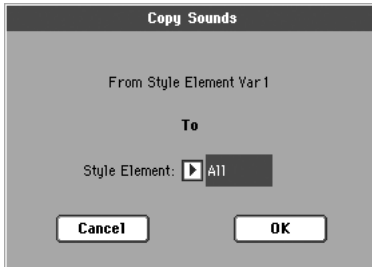 Copy Sounds
From Style Element Var1
To
Style Element: All
Cancel OK